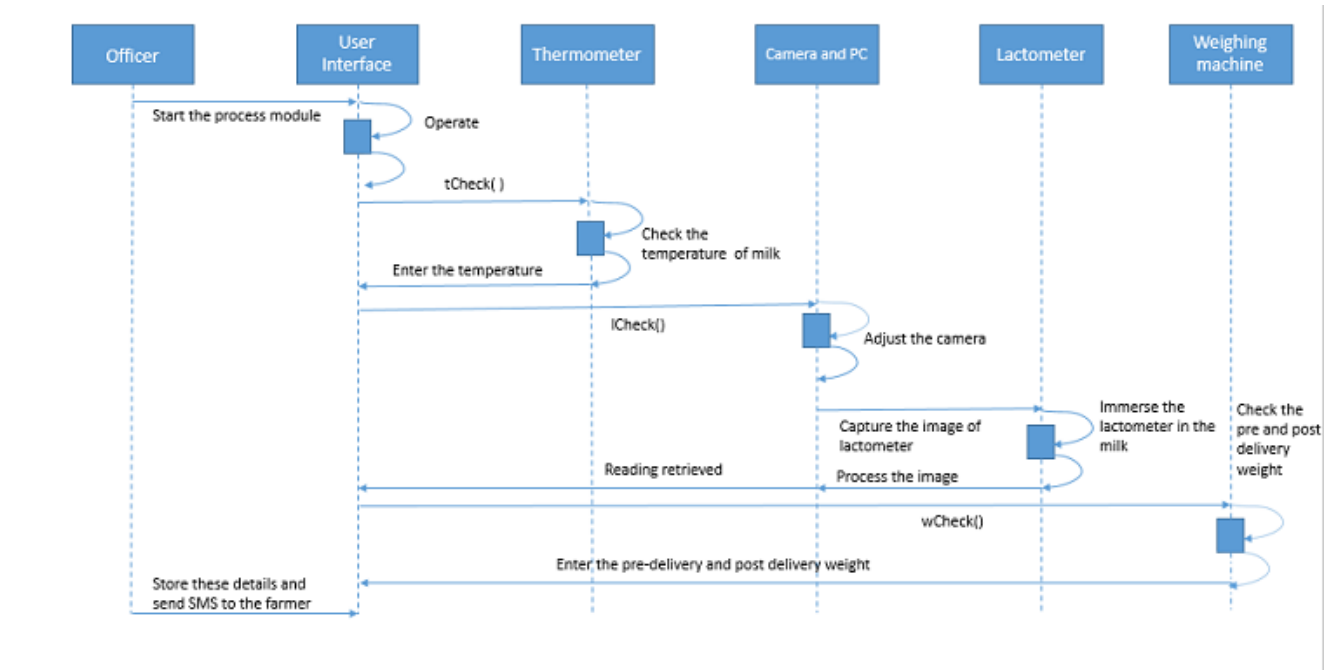 Officer
User
Interface
Thermometer
Camera and PC
Lactometer
Weighing
machine
Start the process module
Operate
tCheck( )
Check the
temperature  of milk
Enter the temperature
lCheck()
Adjust the camera
Capture the image of
lactometer
Immerse the
lactometer in the
milk
Check the
pre and post
delivery
weight
Reading retrieved
Process the image
wCheck()
Enter the pre-delivery and post delivery weight
Store these details and
send SMS to the farmer